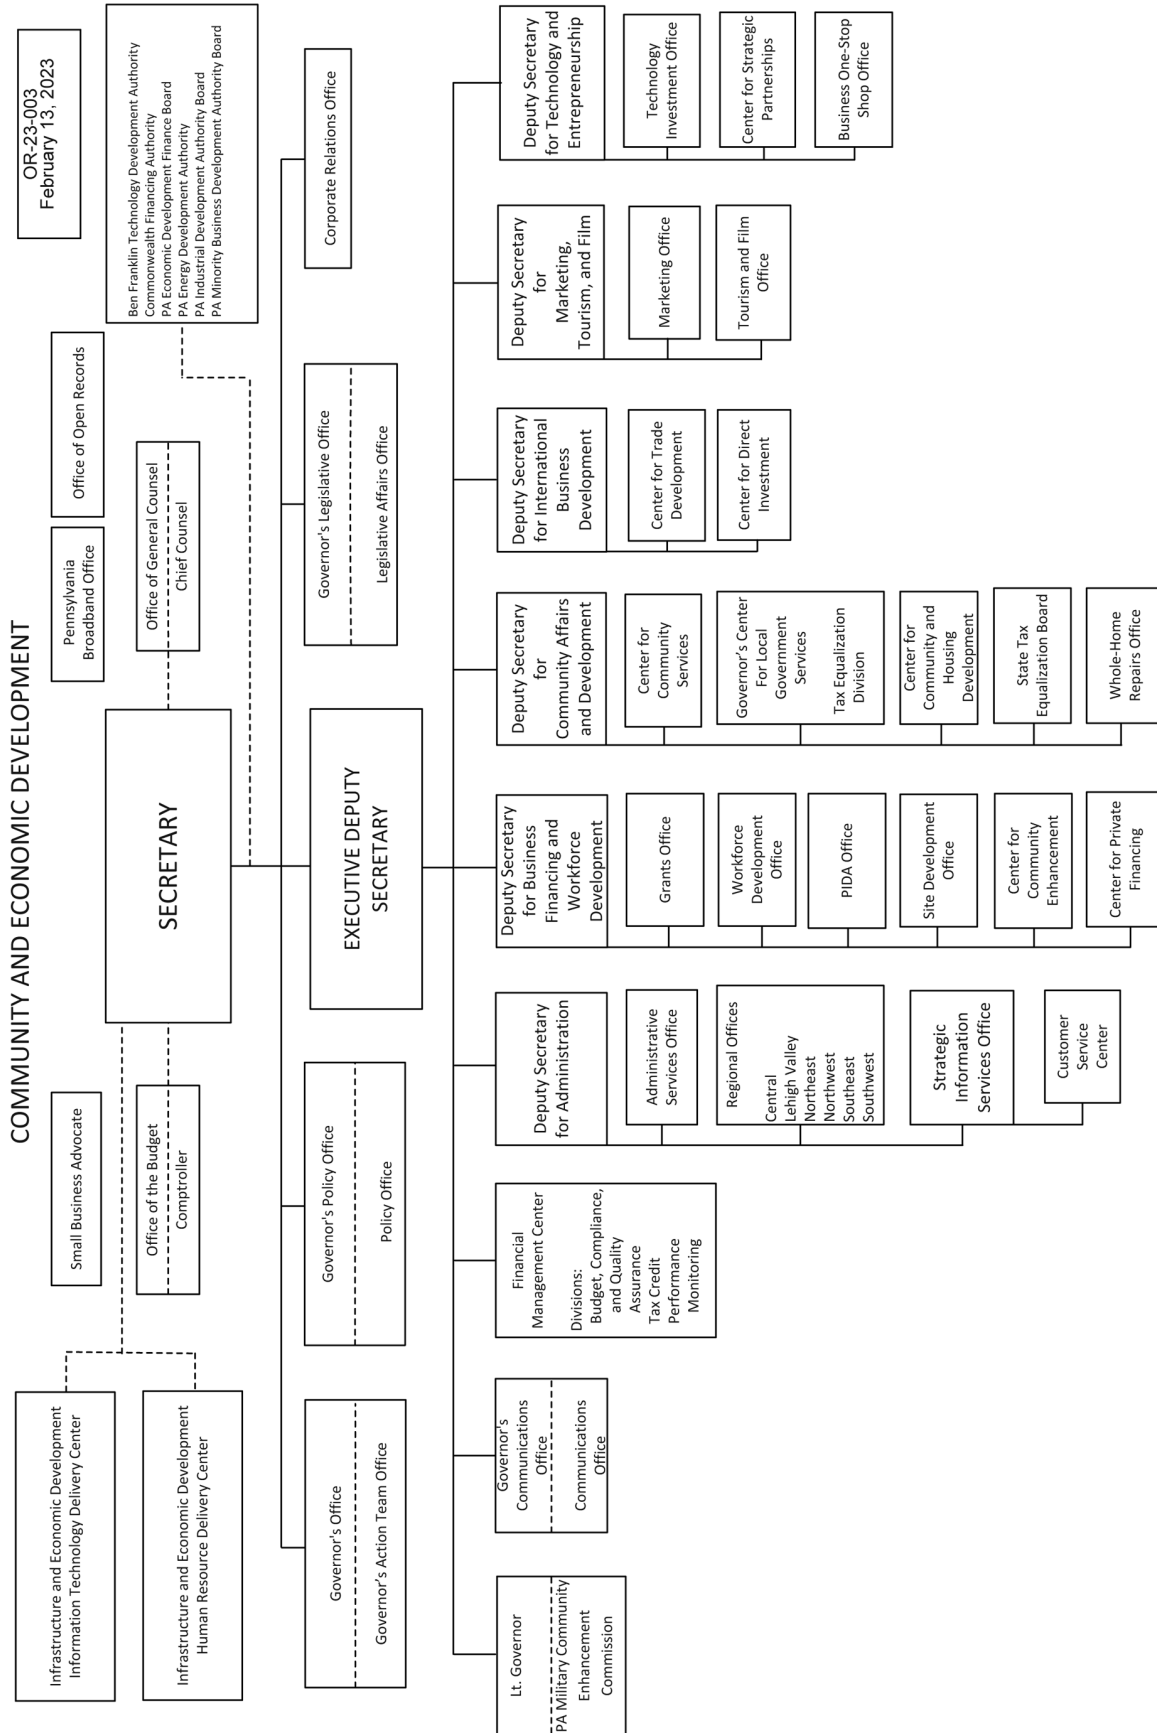 COMMUNITY AND ECONOMIC DEVELOPMENT
OR-23-003
February 13, 2023
Infrastructure and Economic Development
Information Technology Delivery Center
Infrastructure and Economic Development
Human Resource Delivery Center
Small Business Advocate
Office of the Budget
Comptroller
SECRETARY
Pennsylvania
Broadband Office
Office of Open Records
Office of General Counsel
Chief Counsel
Ben Franklin Technology Development Authority
Commonwealth Financing Authority
PA Economic Development Finance Board
PA Energy Development Authority
PA Industrial Development Authority Board
PA Minority Business Development Authority Board
Governor's Office
Governor's Action Team Office
Governor's Policy Office
Policy Office
EXECUTIVE DEPUTY
SECRETARY
Governor's Legislative Office
Legislative Affairs Office
Corporate Relations Office
Lt. Governor
PA Military Community
Enhancement
Commission
Governor's
Communications
Office
Communications
Office
Financial
Management Center
Divisions:
Budget, Compliance,
and Quality
Assurance
Tax Credit
Performance
Monitoring
Deputy Secretary
for Administration
Administrative
Services Office
Regional Offices
Central
Lehigh Valley
Northeast
Northwest
Southeast
Southwest
Strategic
Information
Services Office
Customer
Service
Center
Deputy Secretary
for Business
Financing and
Workforce
Development
Grants Office
Workforce
Development
Office
PIDA Office
Site Development
Office
Center for
Community
Enhancement
Center for Private
Financing
Deputy Secretary
for
Community Affairs
and Development
Center for
Community
Services
Governor's Center
For Local
Government
Services
Tax Equalization
Division
Center for
Community and
Housing
Development
State Tax
Equalization Board
Whole-Home
Repairs Office
Deputy Secretary
for International
Business
Development
Center for Trade
Development
Center for Direct
Investment
Deputy Secretary
for
Marketing,
Tourism, and Film
Marketing Office
Tourism and Film
Office
Deputy Secretary
for Technology and
Entrepreneurship
Technology
Investment Office
Center for Strategic
Partnerships
Business One-Stop
Shop Office